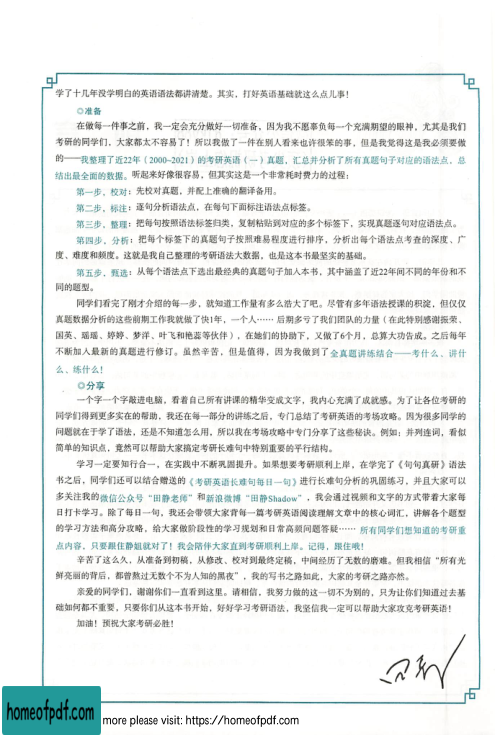 学了十几年没学明白的英语语法都讲清楚。其实，打好英语基础就这么点儿事！
◎准备
在做每一件事之前，我一定会充分做好一切准备，因为我不愿辜负每一个充满期望的眼神，尤其是我们
考研的同学们，大家都太不容易了！所以我做了一件在别人看来也许很笨的事，但是我觉得这是我必须要做
的——我整理了近22年（2000-2021）的考研英语（一）真题，汇总并分析了所有真题句子对应的语法点，总
结出最全面的数据。听起来好像很容易，但其实这是一个非常耗时费力的过程：
第一步，校对：先校对真题，并配上准确的翻译备用。
第二步，标注：逐句分析语法点，在每句下面标注语法点标签。
第三步，整理：把每句按照语法标签归类，复制粘贴到对应的多个标签下，实现真题逐句对应语法点。
第四步，分析：把每个标签下的真题句子按照难易程度进行排序，分析出每个语法点考查的深度、广
度、难度和频度。这就是我自己整理的考研语法大数据，也是这本书最坚实的基础。
第五步，甄选：从每个语法点下选出最经典的真题句子加入本书，其中涵盖了近22年间不同的年份和不
同的题型。
同学们看完了刚才介绍的每一步，就知道工作量有多么浩大了吧。尽管有多年语法授课的积淀，但仅仅
真题数据分析这些前期工作我就做了快1年，一个人…… 后期多亏了我们团队的力量（在此特别感谢振荣、
国英、瑶瑶、婷婷、梦洋、叶飞和艳蕊等伙伴），在她们的协助下，又做了6个月，总算大功告成。之后每年
不断加入最新的真题进行修订。虽然辛苦，但是值得，因为我做到了全真题讲练结合——考什么、讲什
么、练什么！
◎分享
一个字一个字敲进电脑，看着自己所有讲课的精华变成文字，我内心充满了成就感。为了让各位考研的
同学们得到更多实在的帮助，我还在每一部分的讲练之后，专门总结了考研英语的考场攻略。因为很多同学的
问题就在于学了语法，还是不知道怎么用，所以我在考场攻略中专门分享了这些秘诀。例如：并列连词，看似
简单的知识点，竟然可以帮助大家搞定考研长难句中特别重要的平行结构。
学习一定要知行合一，在实践中不断巩固提升。如果想要考研顺利上岸，在学完了《句句真研》语法
书之后，同学们还可以结合赠送的《考研英语长难句每日一句》进行长难句分析的巩固练习，并且大家可以
多关注我的微信公众号“田静老师”和新浪微博“田静Shadow”，我会通过视频和文字的方式带着大家每
日打卡学习。除了每日一句，我还会带领大家背每一篇考研英语阅读理解文章中的核心词汇，讲解各个题型
的学习方法和高分攻略，给大家做阶段性的学习规划和日常高频问题答疑…… 所有同学们想知道的考研重
点内容，只要跟住静姐就对了！我会陪伴大家直到考研顺利上岸。记得，跟住哦！
辛苦了这么久，从准备到初稿，从修改、校对到最终定稿，中间经历了无数的磨难。但我相信“所有光
鲜亮丽的背后，都曾熬过无数个不为人知的黑夜”，我的写书之路如此，大家的考研之路亦然。
亲爱的同学们，谢谢你们一直看到这里。请相信，我努力做的这一切不为别的，只为让你们知道过去基
础如何都不重要，只要你们从这本书开始，好好学习考研语法，我坚信我一定可以帮助大家攻克考研英语！
加油！预祝大家考研必胜！
田静
homeofpdf.com
more please visit: https://homeofpdf.com